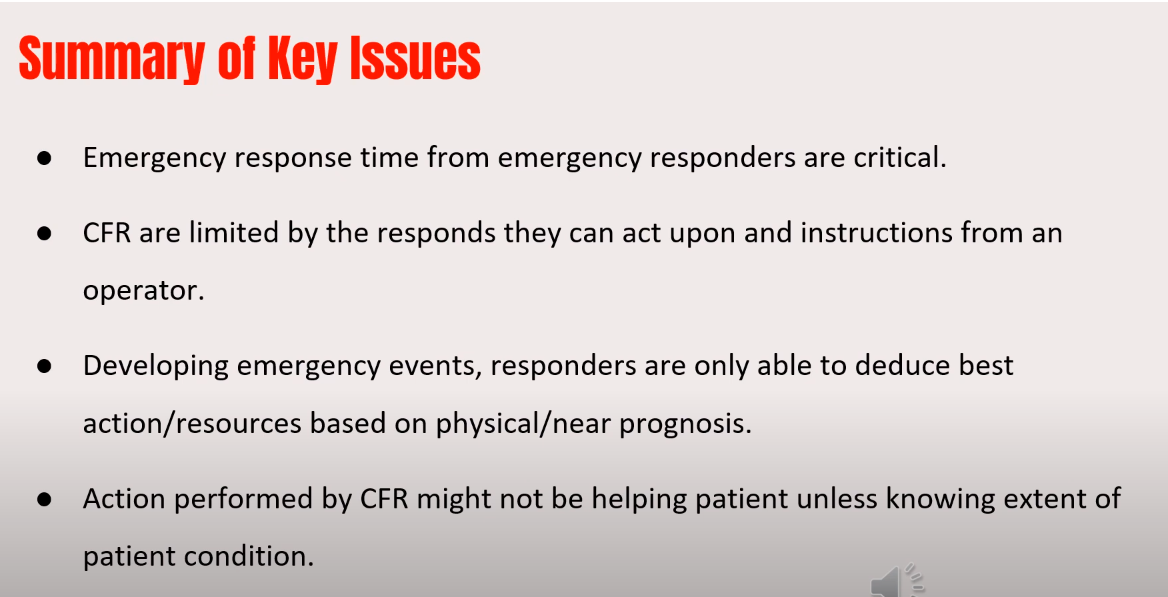 Summary of Key Issues
● Emergency response time from emergency responders are critical.
● CFR are limited by the responds they can act upon and instructions from an
operator.
● Developing emergency events, responders are only able to deduce best
action/resources based on physical/near prognosis.
● Action performed by CFR might not be helping patient unless knowing extent of
patient condition.